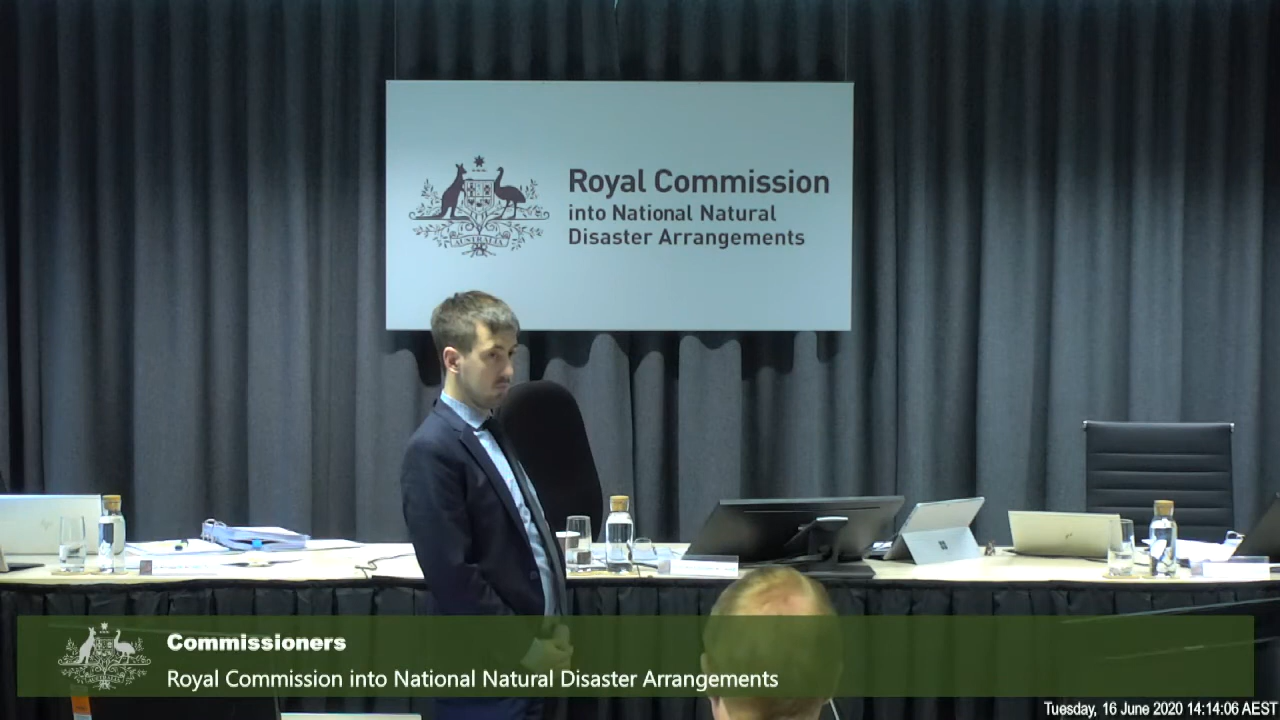 Royal Commission
into National Natural
Disaster Arrangements
AUSTRALIA
Commissioners
Royal Commission into National Natural Disaster Arrangements
Tuesday, 16 June 2020 14:14:06 AEST